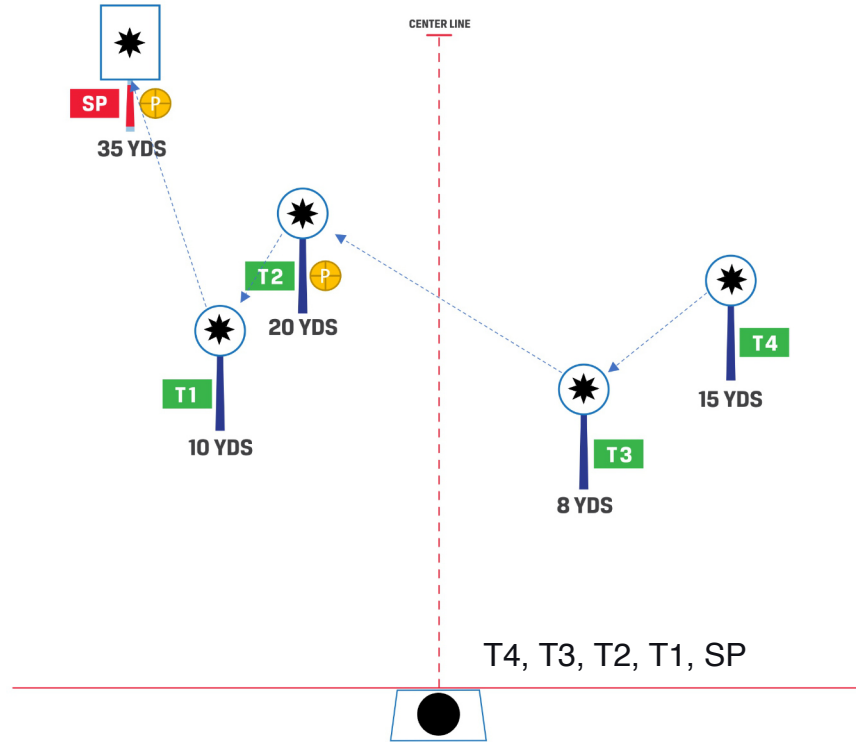 CENTER LINE
SP
P
35 YDS
T2
P
20 YDS
T1
10 YDS
T4
15 YDS
T3
8 YDS
T4, T3, T2, T1, SP